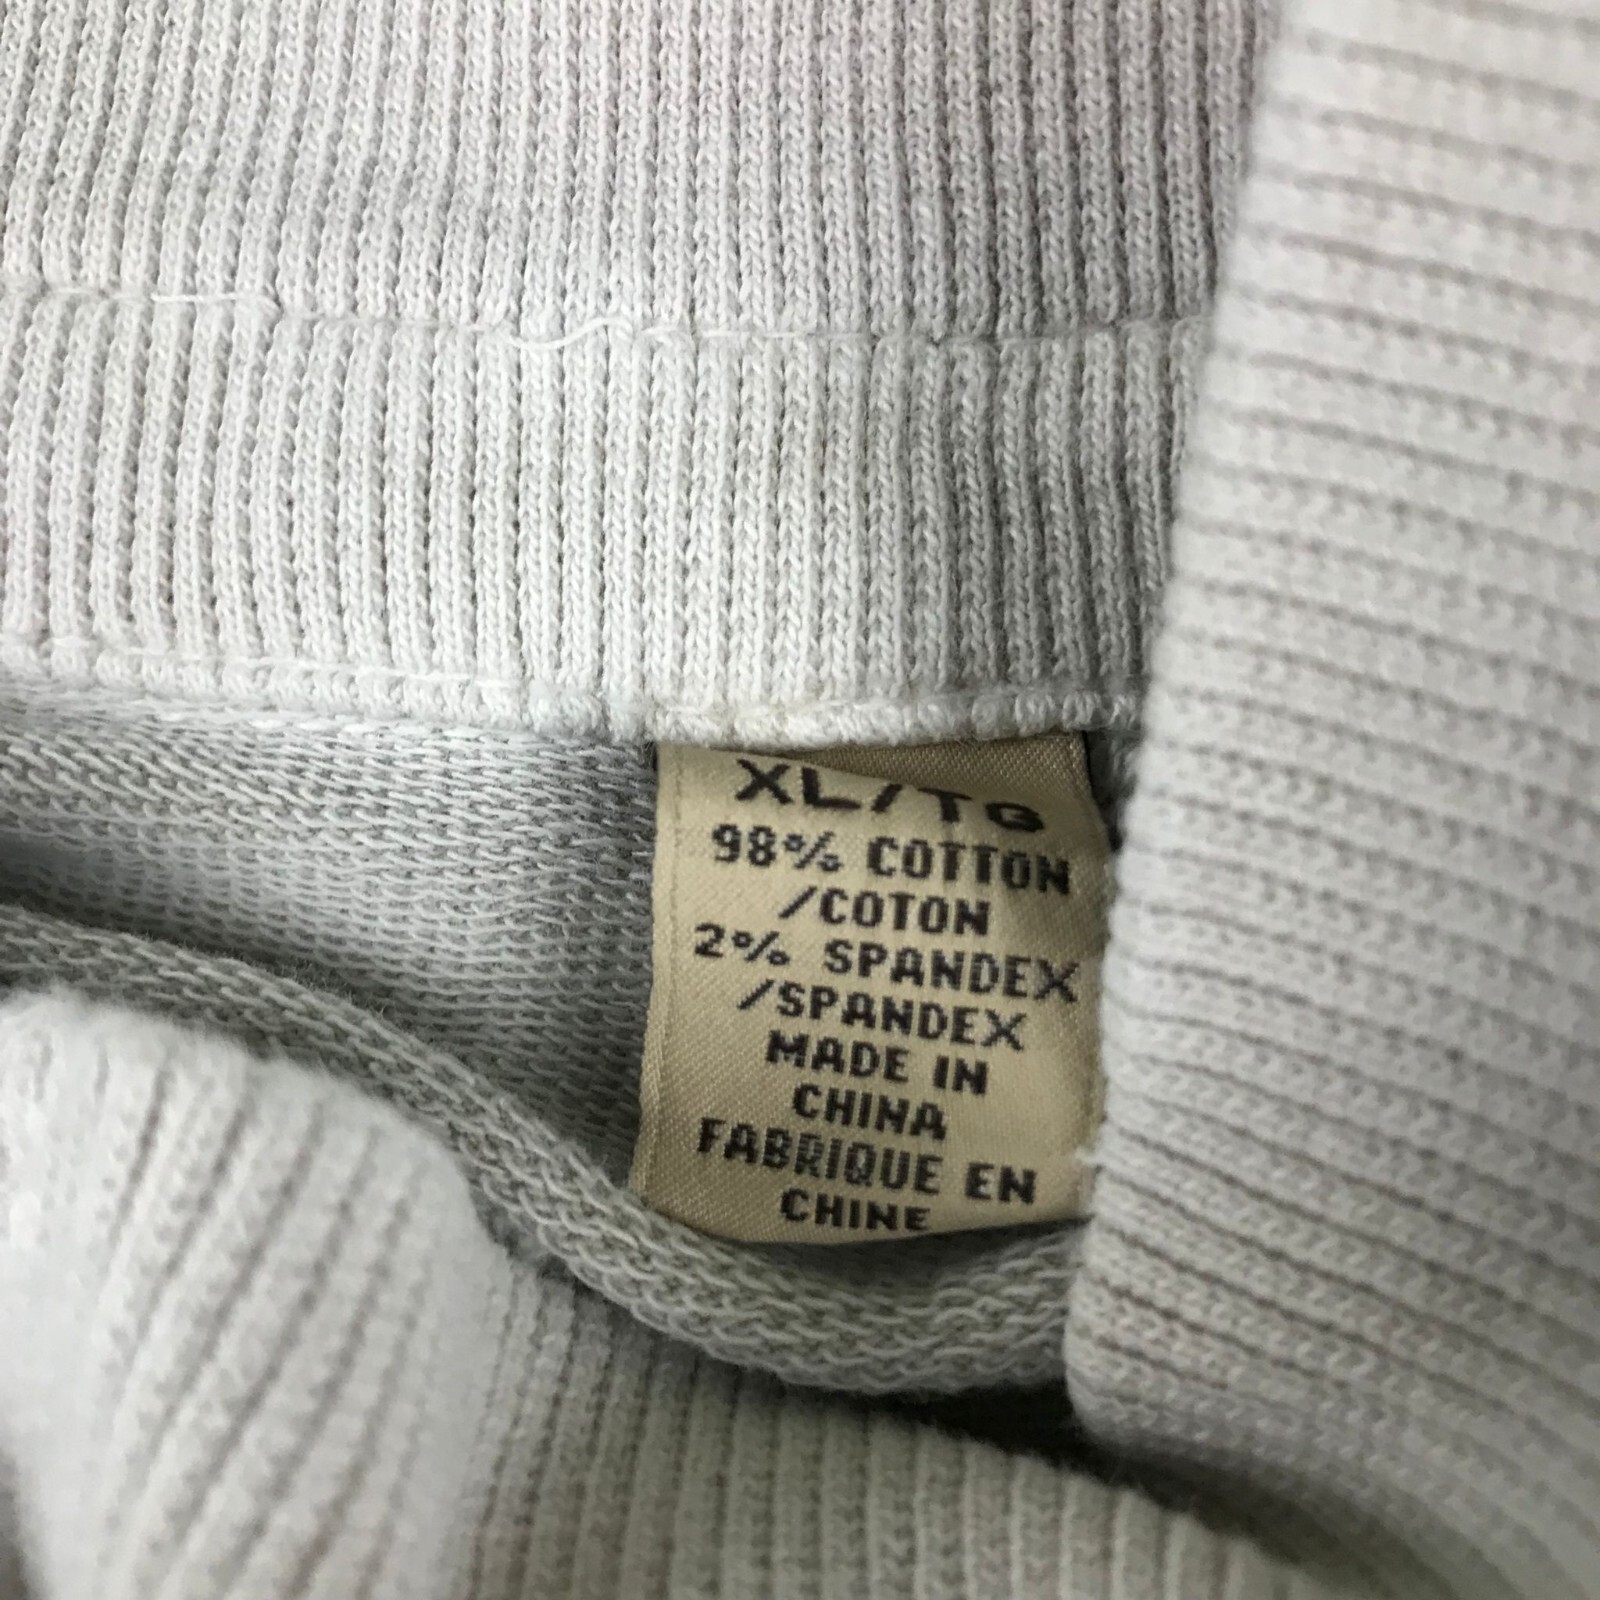 XL/TG
98% COTTON
/COTON
2% SPANDEX
/SPANDEX
MADE IN
CHINA
FABRIQUE EN
CHINE